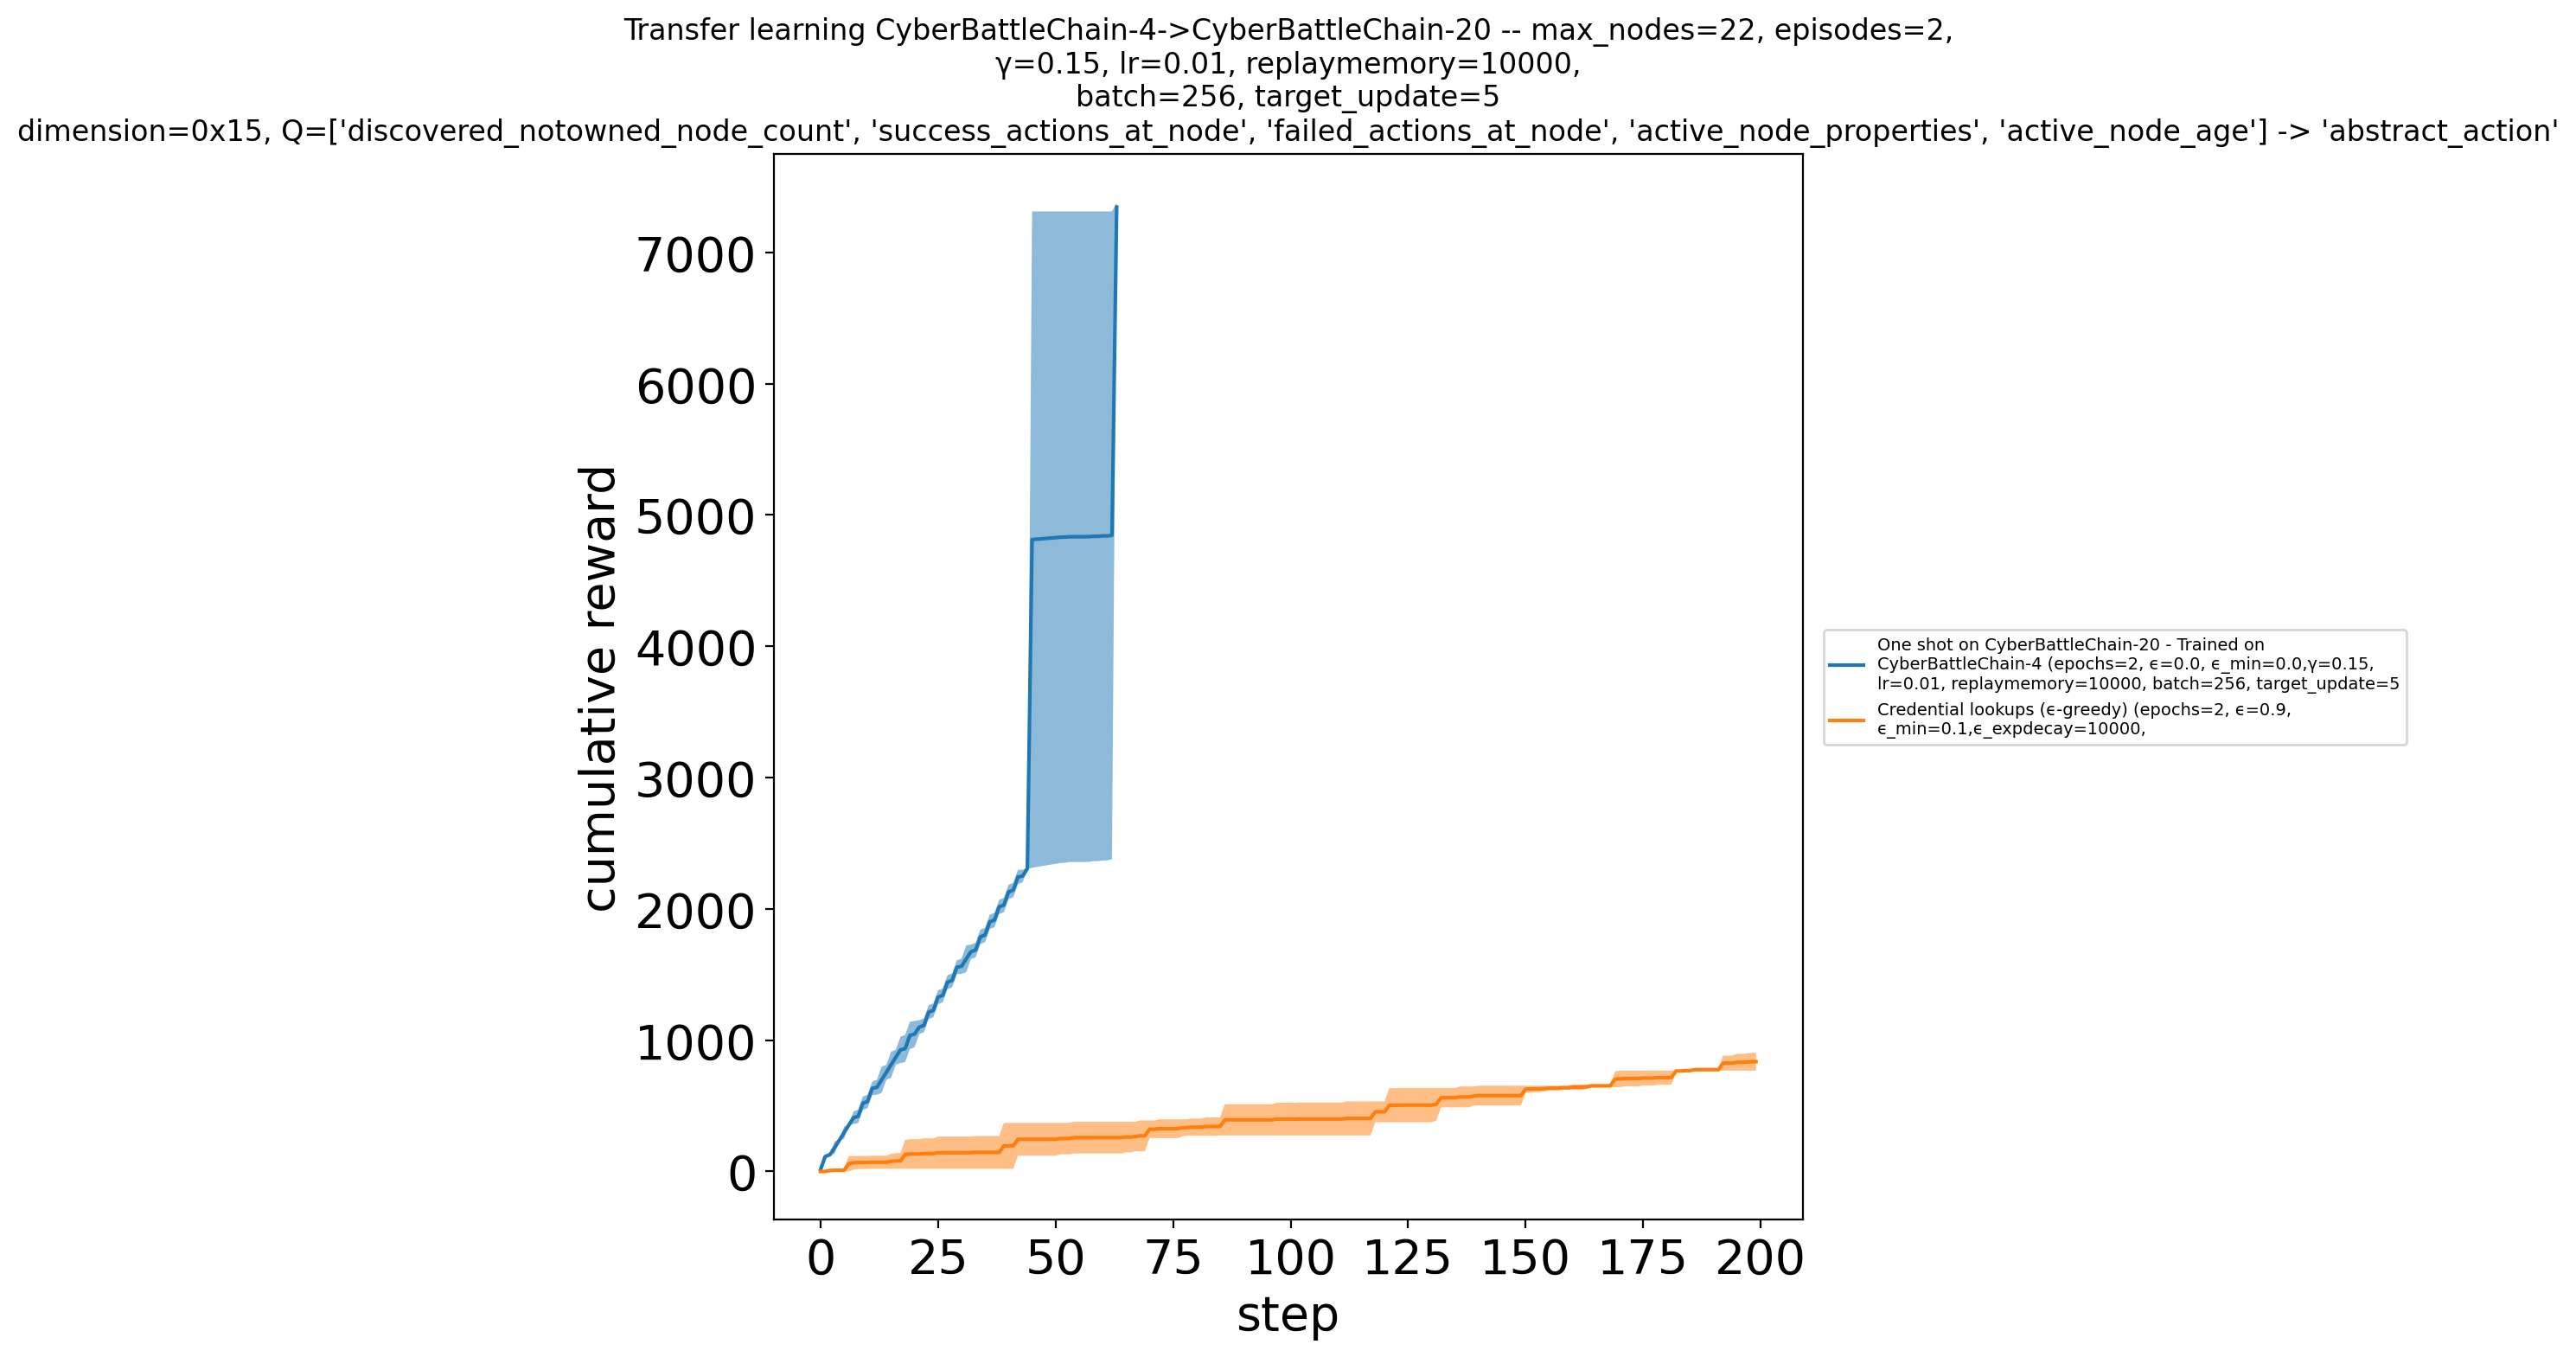 Transfer learning CyberBattleChain-4->CyberBattleChain-20 -- max_nodes=22, episodes=2,
γ=0.15, lr=0.01, replaymemory=10000,
batch=256, target_update=5
dimension=0x15, Q=['discovered_notowned_node_count', 'success_actions_at_node', 'failed_actions_at_node', 'active_node_properties', 'active_node_age'] -> 'abstract_action'
cumulative reward
7000
6000
5000
4000
3000
2000
1000
0
0 25 50 75 100 125 150 175 200
step
One shot on CyberBattleChain-20 - Trained on
CyberBattleChain-4 (epochs=2, ϵ=0.0, ϵ_min=0.0,γ=0.15,
lr=0.01, replaymemory=10000, batch=256, target_update=5
Credential lookups (ϵ-greedy) (epochs=2, ϵ=0.9,
ϵ_min=0.1,ϵ_expdecay=10000,